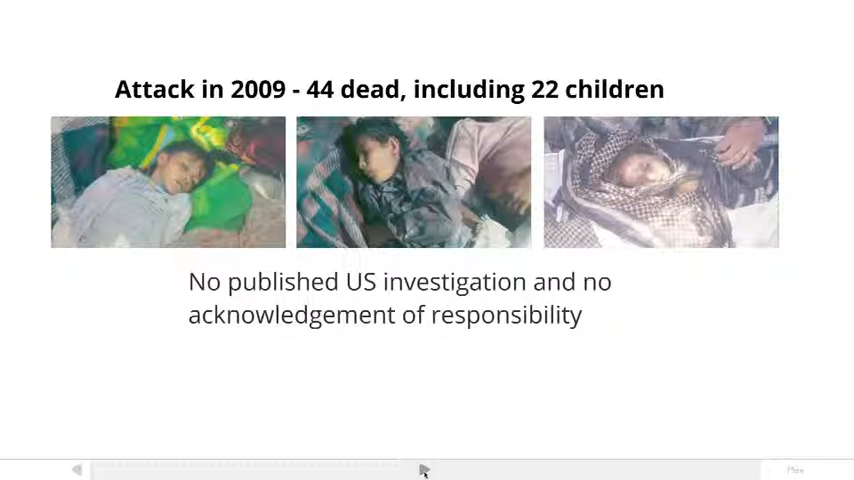 Attack in 2009 - 44 dead, including 22 children
No published US investigation and no
acknowledgement of responsibility